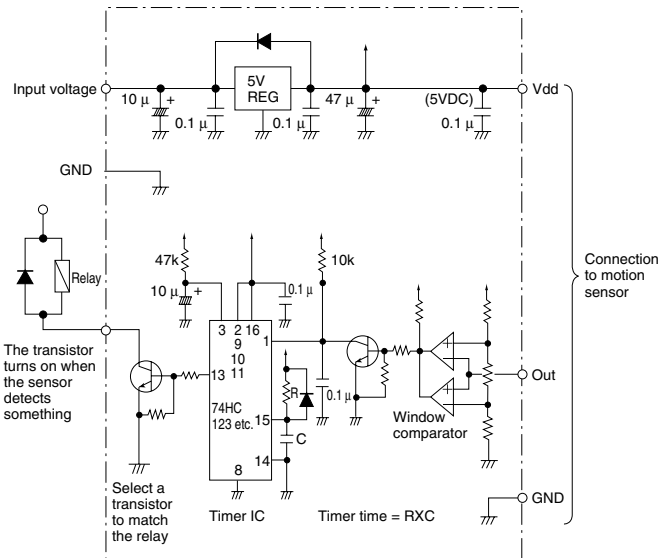 Input voltage
10 μ +
0.1 μ
5V
REG
0.1 μ
47 μ +
(5VDC)
0.1 μ
Vdd
GND
Connection
to motion
sensor
Relay
The transistor
turns on when
the sensor
detects
something
47k
10 μ +
0.1 μ
10k
3 2 16
9
10
11
1
13
74HC
123 etc.
15
14
8
R
C
0.1 μ
+
-
+
-
Window
comparator
Out
GND
Select a
transistor
to match
the relay
Timer IC
Timer time = RXC